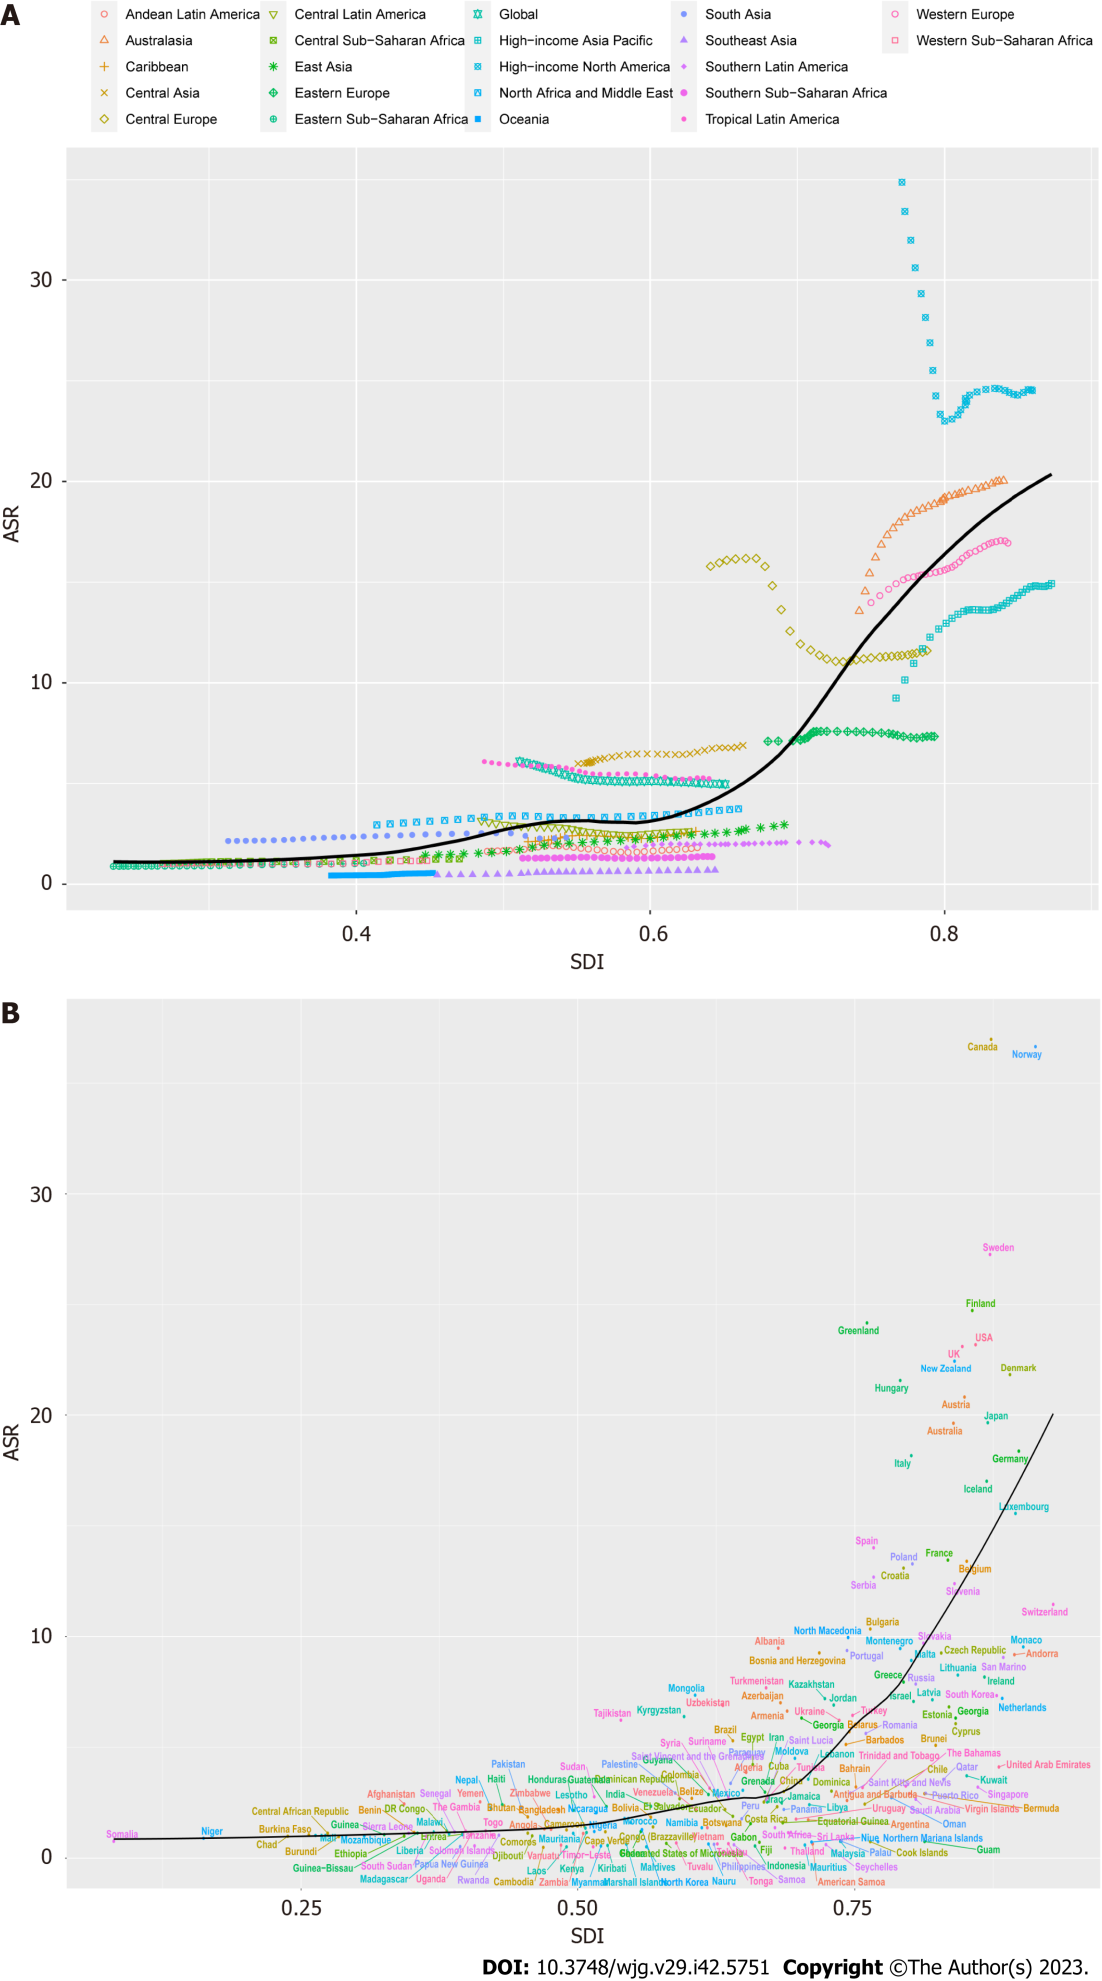 A
Andean Latin America
Central Latin America
Global
South Asia
Western Europe
Australasia
Central Sub-Saharan Africa
High-income Asia Pacific
Southeast Asia
Western Sub-Saharan Africa
Caribbean
East Asia
High-income North America
Southern Latin America
Central Asia
Eastern Europe
North Africa and Middle East
Southern Sub-Saharan Africa
Central Europe
Eastern Sub-Saharan Africa
Oceania
Tropical Latin America
30
20
ASR
10
0
0.4
0.6
0.8
SDI
B
Canada
Norway
30
Sweden
Finland
Greenland
USA
UK
New Zealand
Denmark
Hungary
Austria
20
Japan
Australia
ASR
Italy
Germany
Iceland
Luxembourg
Spain
Poland
France
Croatia
Belgium
Serbia
Slovenia
Switzerland
Bulgaria
10
North Macedonia
Slovakia
Albania
Montenegro
Monaco
Bosnia and Herzegovina
Portugal
Malta
Czech Republic
Andorra
Lithuania
San Marino
Turkmenistan
Kazakhstan
Greece
Russia
Ireland
Mongolia
Azerbaijan
Jordan
Israel
Latvia
South Korea
Uzbekistan
Kyrgyzstan
Tajikistan
Armenia
Ukraine
Turkey
Estonia
Georgia
Netherlands
Georgia
Belarus
Romania
Cyprus
Brazil
Egypt
Iran
Saint Lucia
Barbados
Brunei
Syria
Suriname
Saint Vincent and the Grenadines
Paraguay
Moldova
Lebanon
Trinidad and Tobago
The Bahamas
Guyana
Algeria
Cuba
Tunisia
Bahrain
Chile
Qatar
United Arab Emirates
Pakistan
Sudan
Palestine
Colombia
Nepal
Haiti
Honduras
Guatemala
Dominican Republic
Grenada
China
Dominica
Saint Kitts and Nevis
Kuwait
Afghanistan
Senegal
Yemen
Zimbabwe
Lesotho
India
Venezuela
Belize
Mexico
Iraq
Jamaica
Antigua and Barbuda
Puerto Rico
Singapore
Central African Republic
Benin
DR Congo
The Gambia
Bhutan
Bangladesh
Nicaragua
Bolivia
El Salvador
Ecuador
Peru
Panama
Libya
Uruguay
Saudi Arabia
Virgin Islands
Bermuda
Somalia
Niger
Burkina Faso
Guinea
Sierra Leone
Malawi
Togo
Angola
Cameroon
Nigeria
Morocco
Namibia
Botswana
Costa Rica
Equatorial Guinea
Argentina
Oman
Chad
Mali
Mozambique
Eritrea
Tanzania
Comoros
Mauritania
Cape Verde
Congo (Brazzaville)
Vietnam
Gabon
South Africa
Sri Lanka
Niue
Northern Mariana Islands
0
Burundi
Ethiopia
Liberia
Solomon Islands
Djibouti
Vanuatu
Timor-Leste
Ghana
Fiji
Thailand
Malaysia
Palau
Cook Islands
Guam
Guinea-Bissau
South Sudan
Papua New Guinea
Laos
Kenya
Kiribati
Maldives
Tuvalu
Philippines
Indonesia
Mauritius
Seychelles
Madagascar
Uganda
Rwanda
Cambodia
Zambia
Myanmar
Marshall Islands
North Korea
Nauru
Tonga
Samoa
American Samoa
0.25
0.50
0.75
SDI
DOI: 10.3748/wjg.v29.i42.5751 Copyright ©The Author(s) 2023.